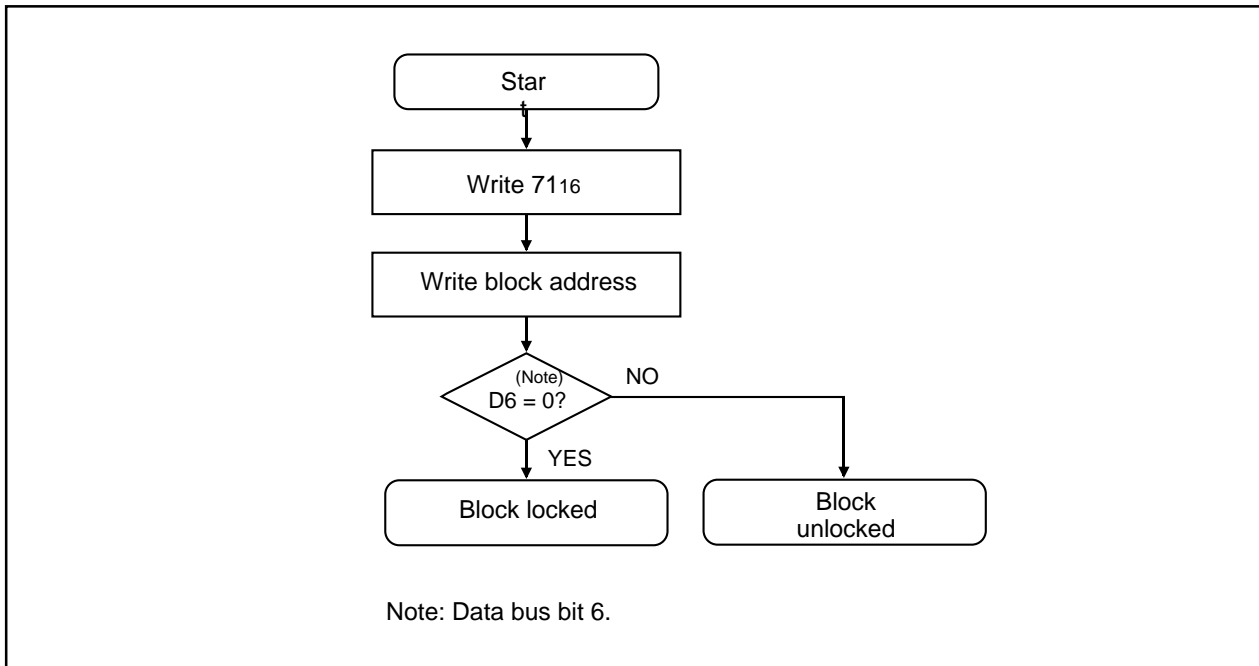 Star
t
Write 7116
Write block address
(Note)
D6 = 0?
NO
YES
Block locked
Block
unlocked
Note: Data bus bit 6.